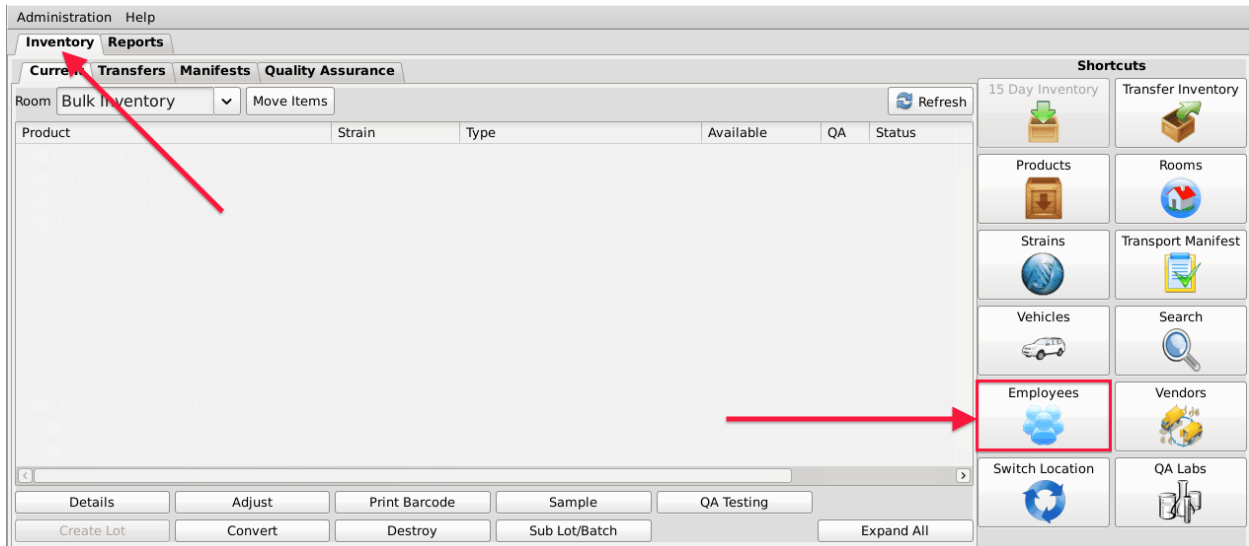 Administration Help
Inventory Reports
Current Transfers Manifests Quality Assurance
Shortcuts
Room Bulk Inventory Move Items Refresh
Product Strain Type Available QA Status
15 Day Inventory Transfer Inventory
Products Rooms
Strains Transport Manifest
Vehicles Search
Employees Vendors
Switch Location QA Labs
Details Adjust Print Barcode Sample QA Testing
Create Lot Convert Destroy Sub Lot/Batch Expand All